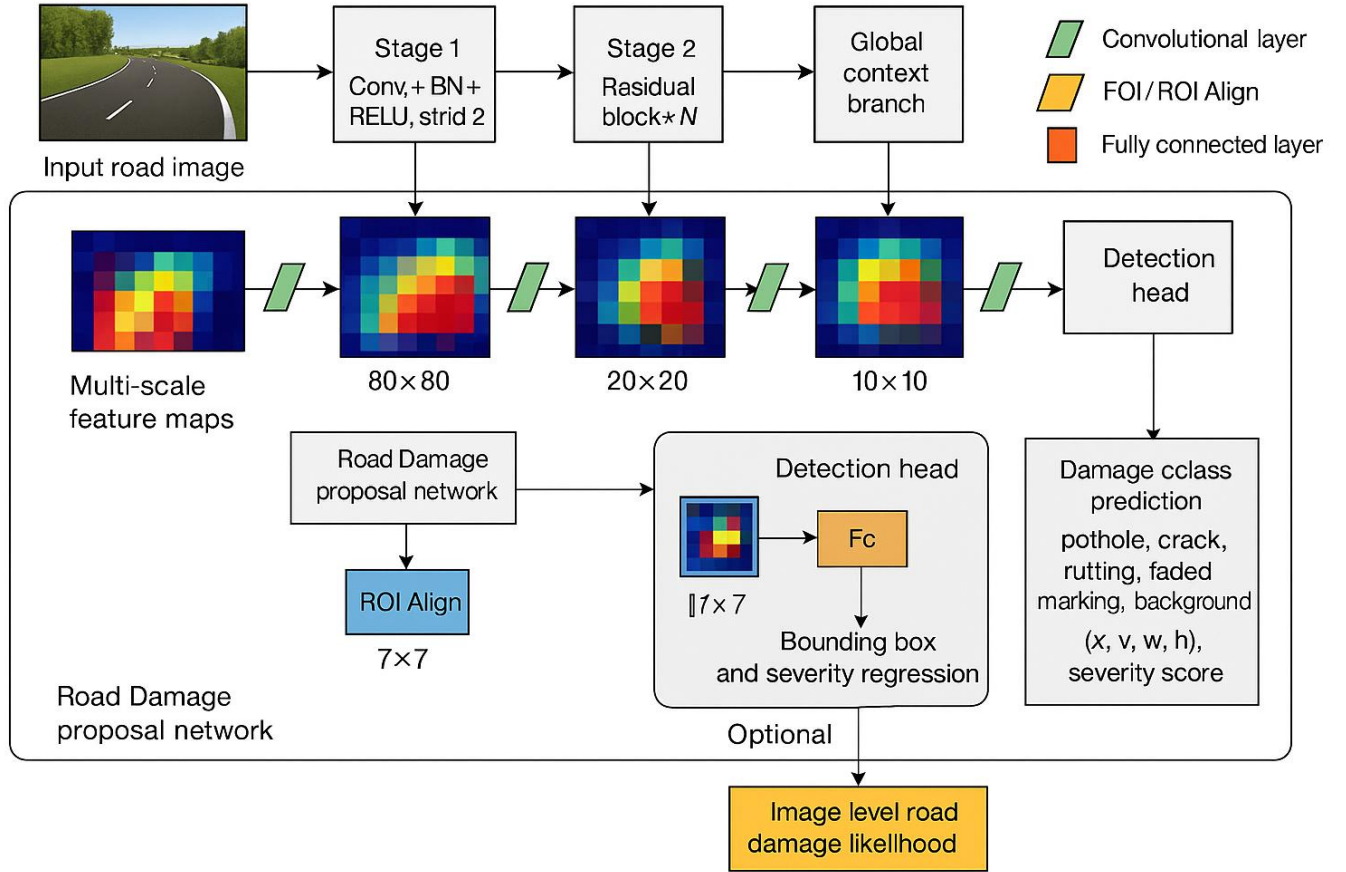 Stage 1
Conv,+ BN+
RELU, strid 2
Stage 2
Residual
block* N
Global
context
branch
Convolutional layer
FOI/ROI Align
Fully connected layer
Input road image
Multi-scale
feature maps
80×80
20×20
10×10
Detection
head
Road Damage
proposal network
ROI Align
7×7
Detection head
Fc
Bounding box
and severity regression
Damage cclass
prediction
pothole, crack,
rutting, faded
marking, background
(x, v, w, h),
severity score
Road Damage
proposal network
Optional
Image level road
damage likellhood